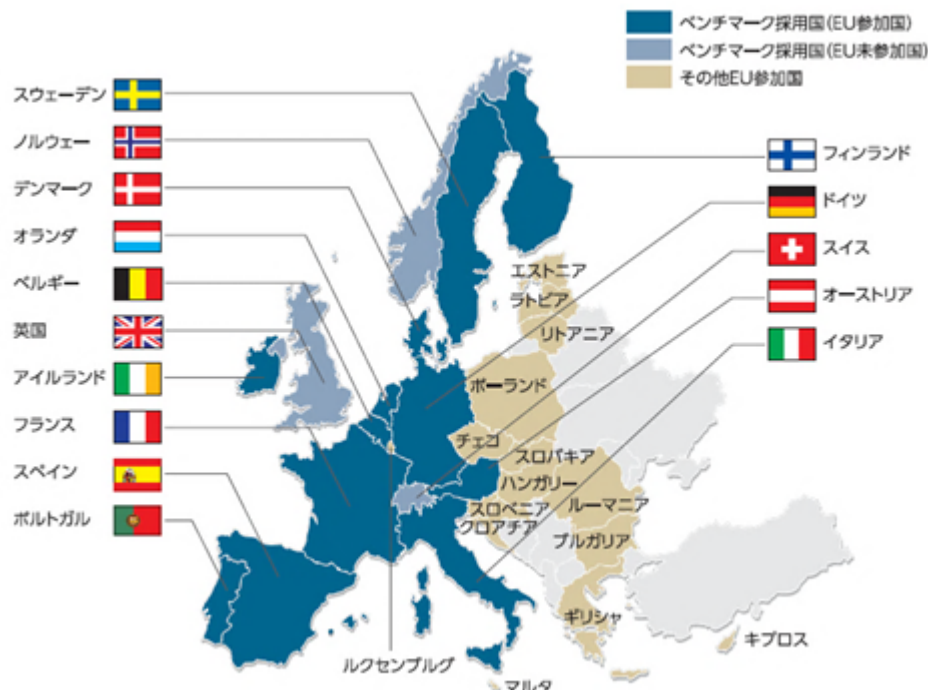 ベンチマーク採用国(EU参加国)
ベンチマーク採用国(EU未参加国)
その他EU参加国
スウェーデン
ノルウェー
デンマーク
オランダ
ベルギー
英国
アイルランド
フランス
スペイン
ポルトガル
フィンランド
ドイツ
スイス
オーストリア
イタリア
エストニア
ラトビア
リトアニア
ポーランド
チェコ
スロバキア
ハンガリー
スロベニア
クロアチア
ルーマニア
ブルガリア
ギリシャ
キプロス
ルクセンブルグ
マルタ